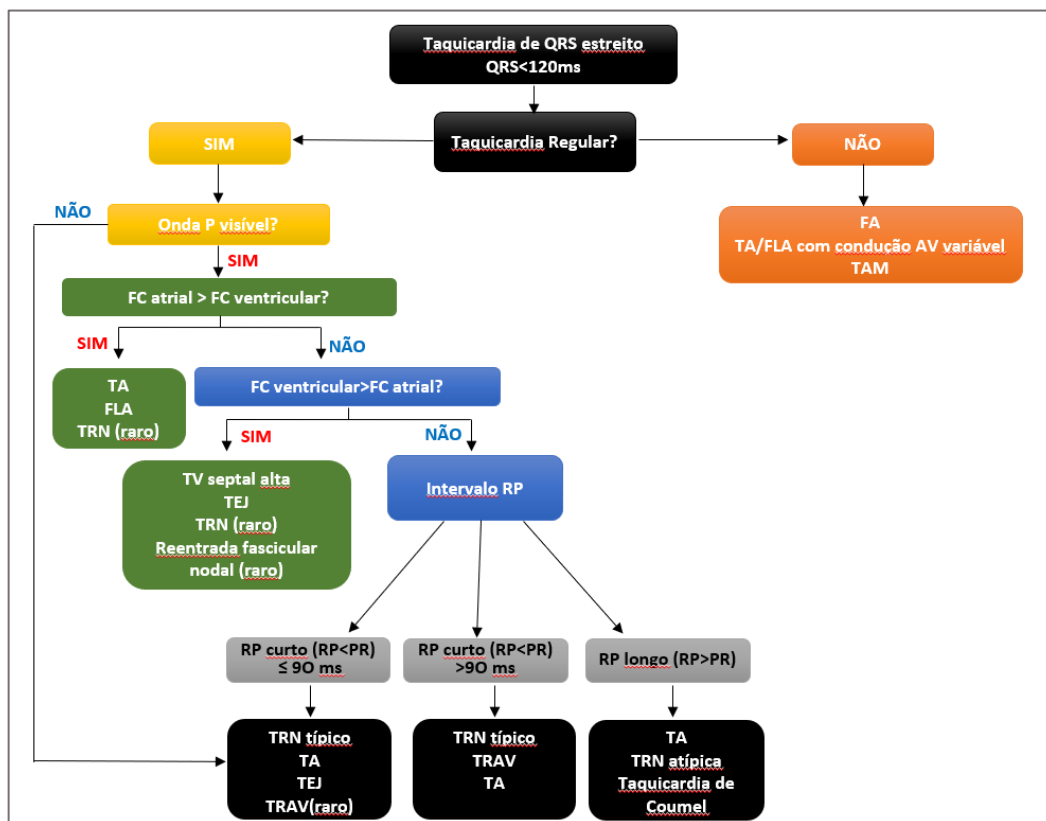 Taquicardia de QRS estreito
QRS<120ms
SIM
Taquicardia Regular?
NÃO
NÃO
Onda P visível?
FA
TA/FLA com condução AV variável
TAM
SIM
FC atrial > FC ventricular?
SIM
NÃO
TA
FLA
TRN (raro)
FC ventricular>FC atrial?
SIM
NÃO
TV septal alta
TEJ
TRN (raro)
Reentrada fascicular
nodal (raro)
Intervalo RP
RP curto (RP<PR)
≤ 9O ms
RP curto (RP<PR)
>9O ms
RP longo (RP>PR)
TRN típico
TA
TEJ
TRAV(raro)
TRN típico
TRAV
TA
TA
TRN atípica
Taquicardia de
Coumel